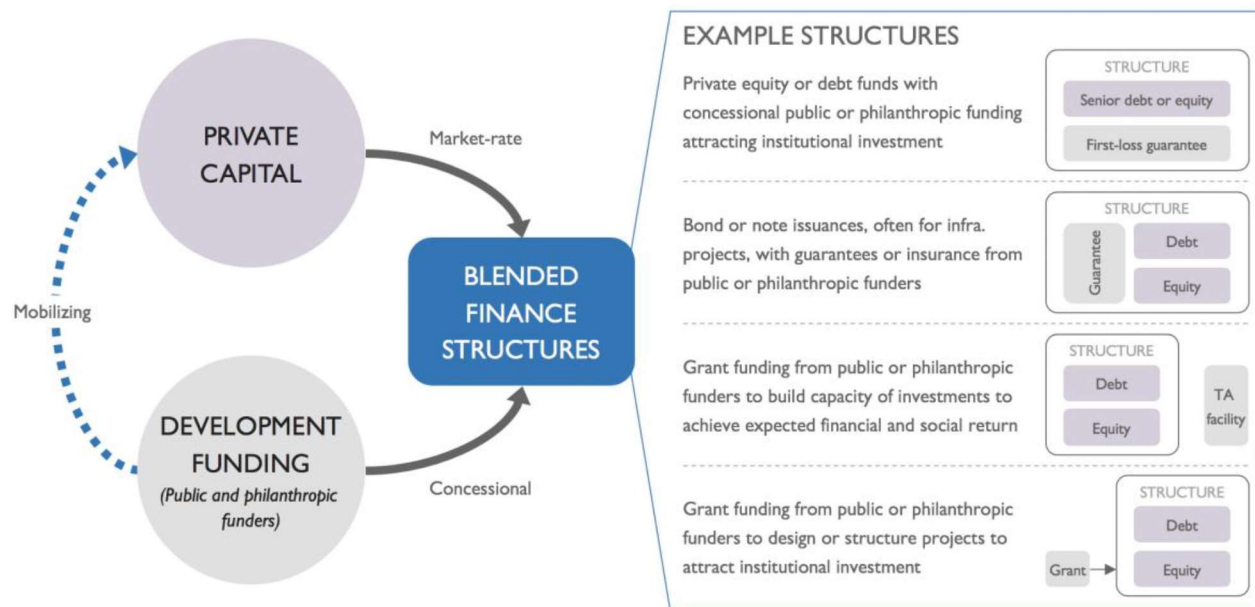 PRIVATE
CAPITAL
Market-rate
Mobilizing
BLENDED
FINANCE
STRUCTURES
DEVELOPMENT
FUNDING
(Public and philanthropic
funders)
Concessional
EXAMPLE STRUCTURES
Private equity or debt funds with
concessional public or philanthropic funding
attracting institutional investment
STRUCTURE
Senior debt or equity
First-loss guarantee
Bond or note issuances, often for infra.
projects, with guarantees or insurance from
public or philanthropic funders
STRUCTURE
Guarantee
Debt
Equity
Grant funding from public or philanthropic
funders to build capacity of investments to
achieve expected financial and social return
STRUCTURE
Debt
Equity
TA
facility
Grant funding from public or philanthropic
funders to design or structure projects to
attract institutional investment
STRUCTURE
Debt
Grant
Equity